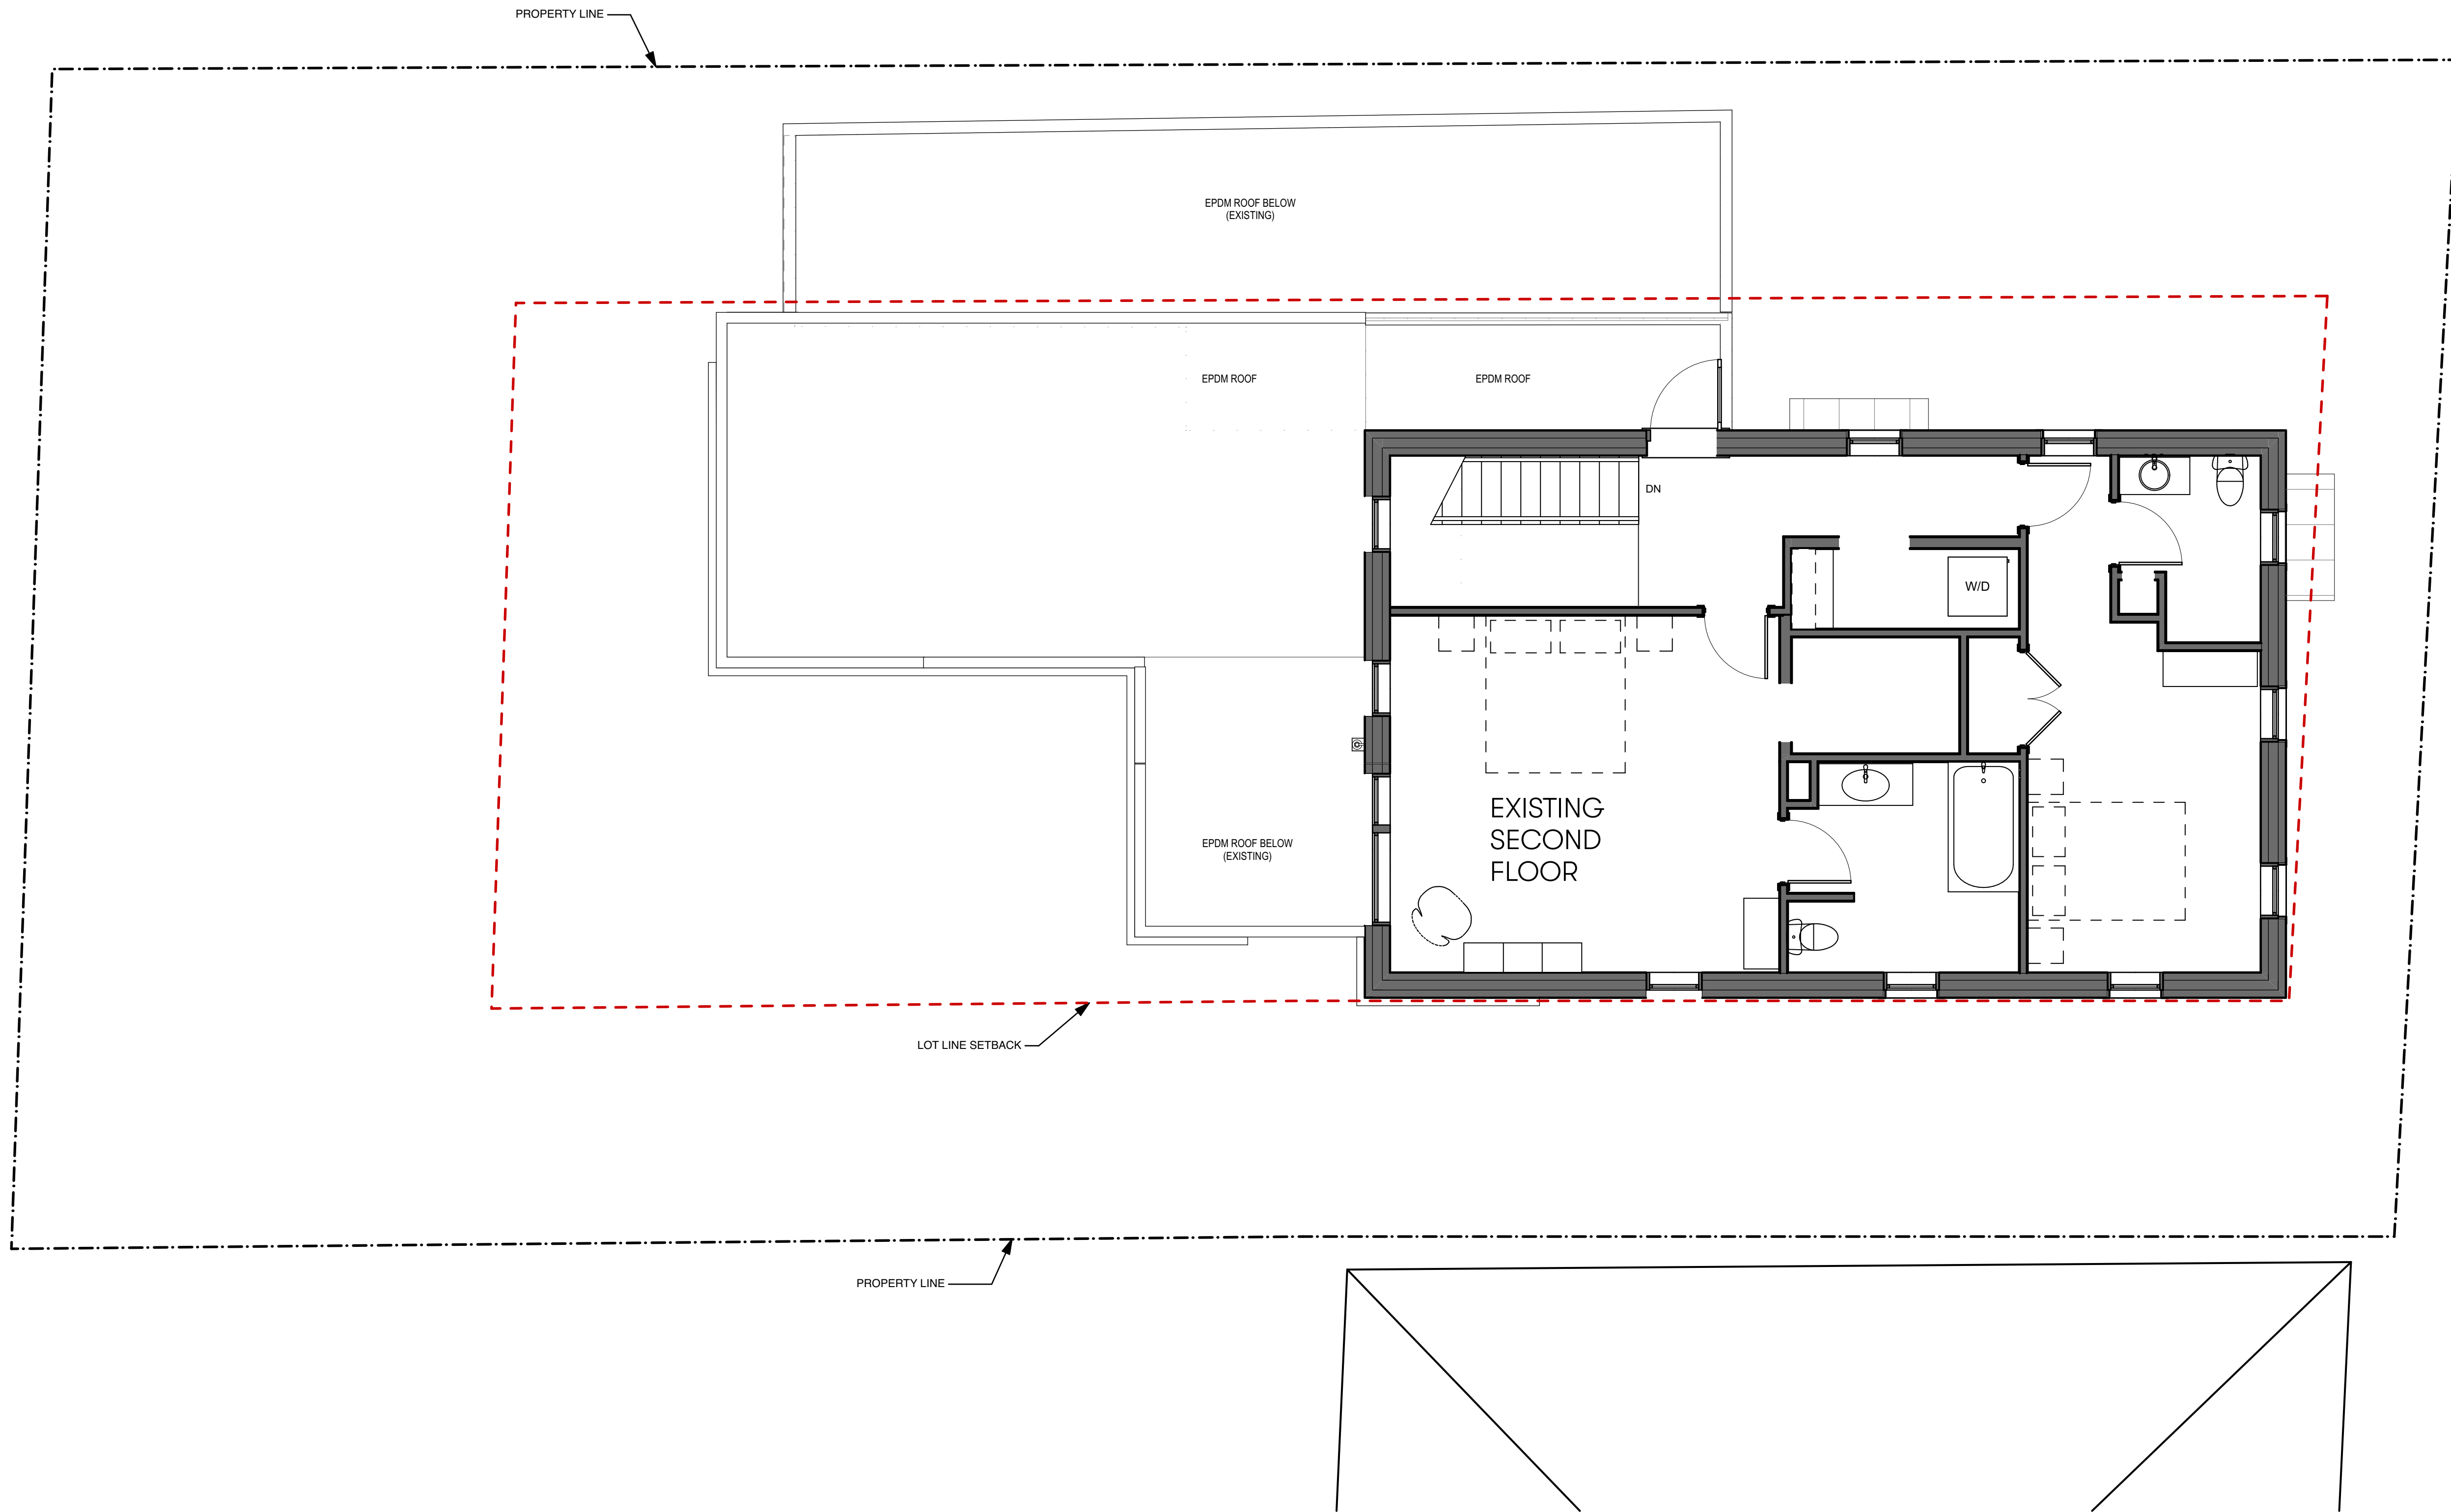 PROPERTY LINE
EPDM ROOF BELOW
(EXISTING)
EPDM ROOF
EPDM ROOF
DN
W/D
EXISTING
SECOND
FLOOR
EPDM ROOF BELOW
(EXISTING)
LOT LINE SETBACK
PROPERTY LINE